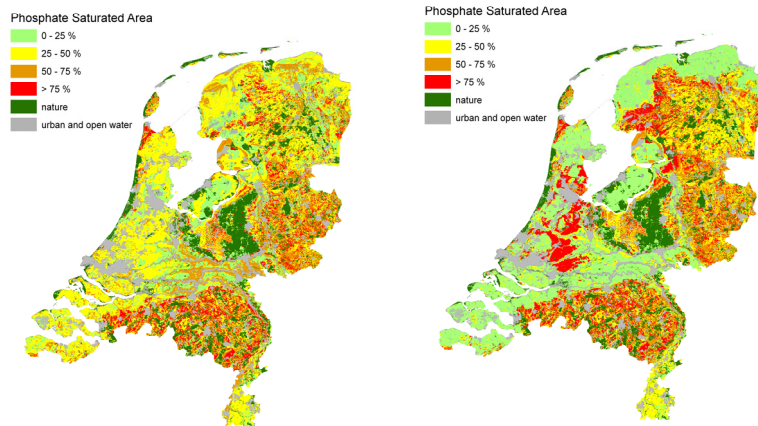 Phosphate Saturated Area
0 - 25 %
25 - 50 %
50 - 75 %
> 75 %
nature
urban and open water
Phosphate Saturated Area
0 - 25 %
25 - 50 %
50 - 75 %
> 75 %
nature
urban and open water